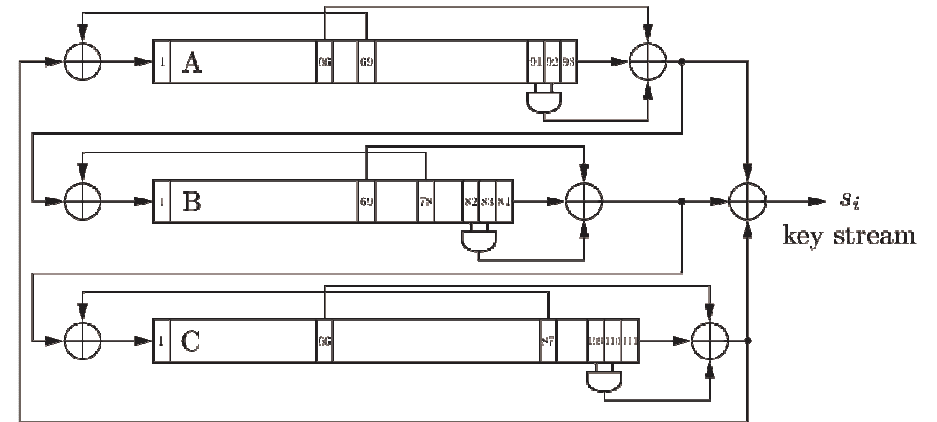 1 A 66 69 91 92 93
1 B 69 78 82 83 84
s_i
key stream
1 C 66 87 109 110 111